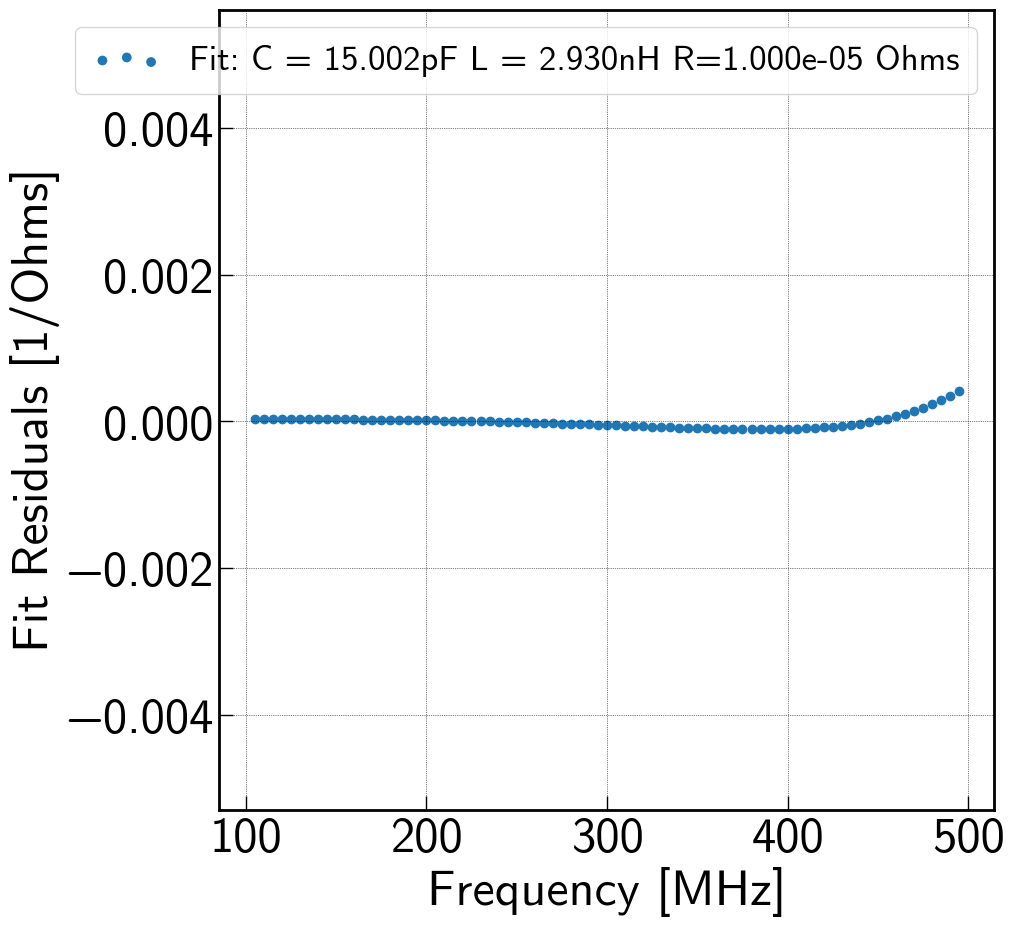 Fit: C = 15.002pF L = 2.930nH R=1.000e-05 Ohms
0.004
0.002
0.000
−0.002
−0.004
Fit Residuals [1/Ohms]
100 200 300 400 500
Frequency [MHz]